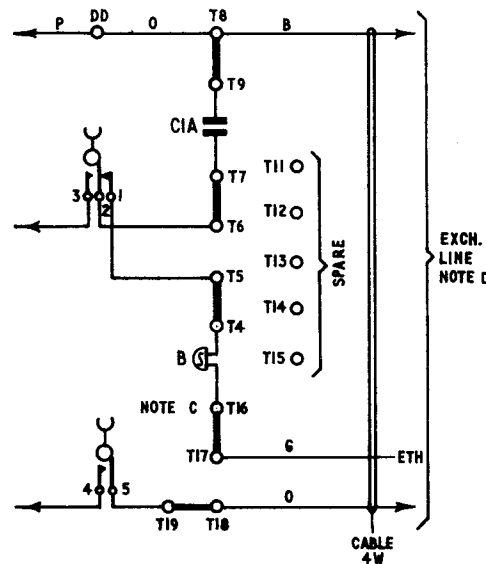 P DD O T8 B
T9
C1A
T7 T11
3 2 1
T12
T6
T13
T5
EXCH.
LINE
NOTE D
SPARE
T14
T4
B S T15
NOTE C T16
T17 G ETH
4 5 O
T19 T18
CABLE
4W